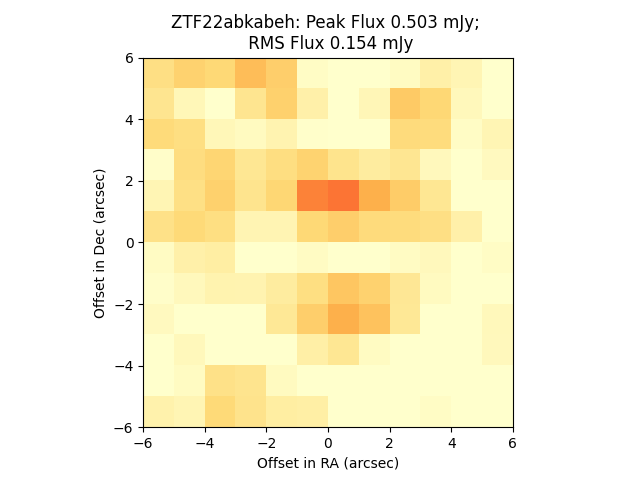 ZTF22abkabeh: Peak Flux 0.503 mJy;
RMS Flux 0.154 mJy
6
4
2
0
−2
−4
−6
Offset in Dec (arcsec)
−6 −4 −2 0 2 4 6
Offset in RA (arcsec)